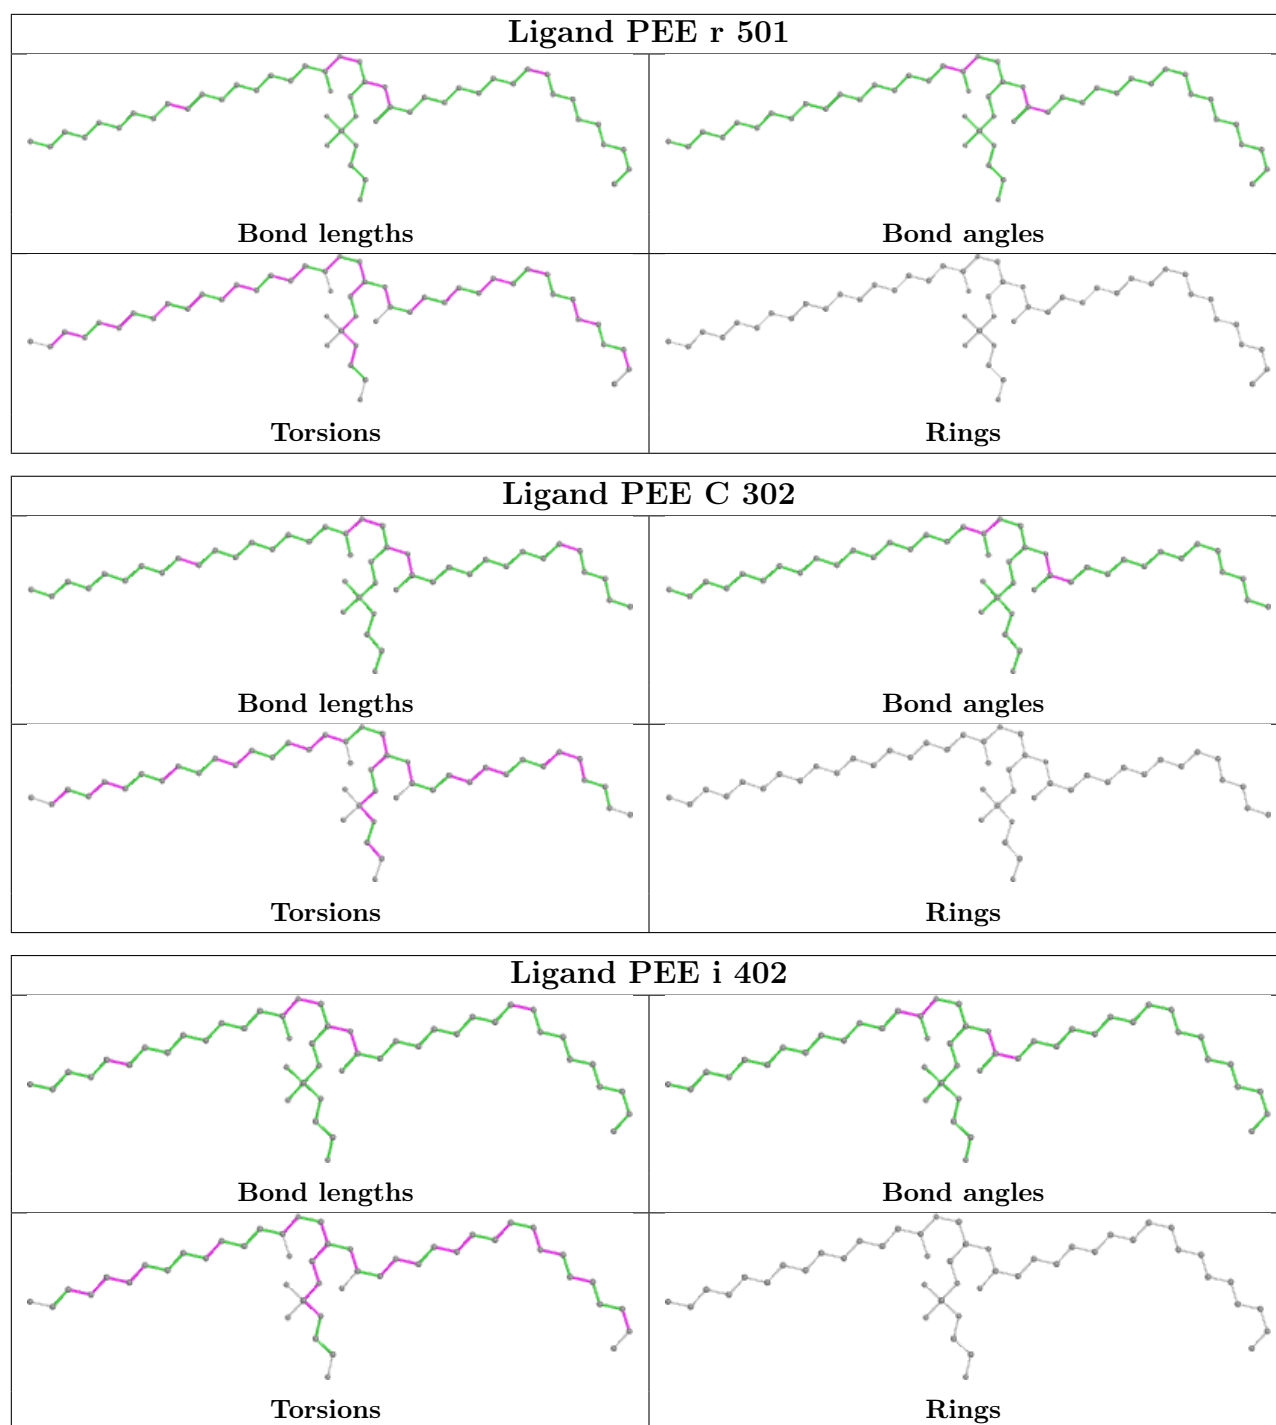 Ligand PEE r 501
Bond lengths
Bond angles
Torsions
Rings
Ligand PEE C 302
Bond lengths
Bond angles
Torsions
Rings
Ligand PEE i 402
Bond lengths
Bond angles
Torsions
Rings